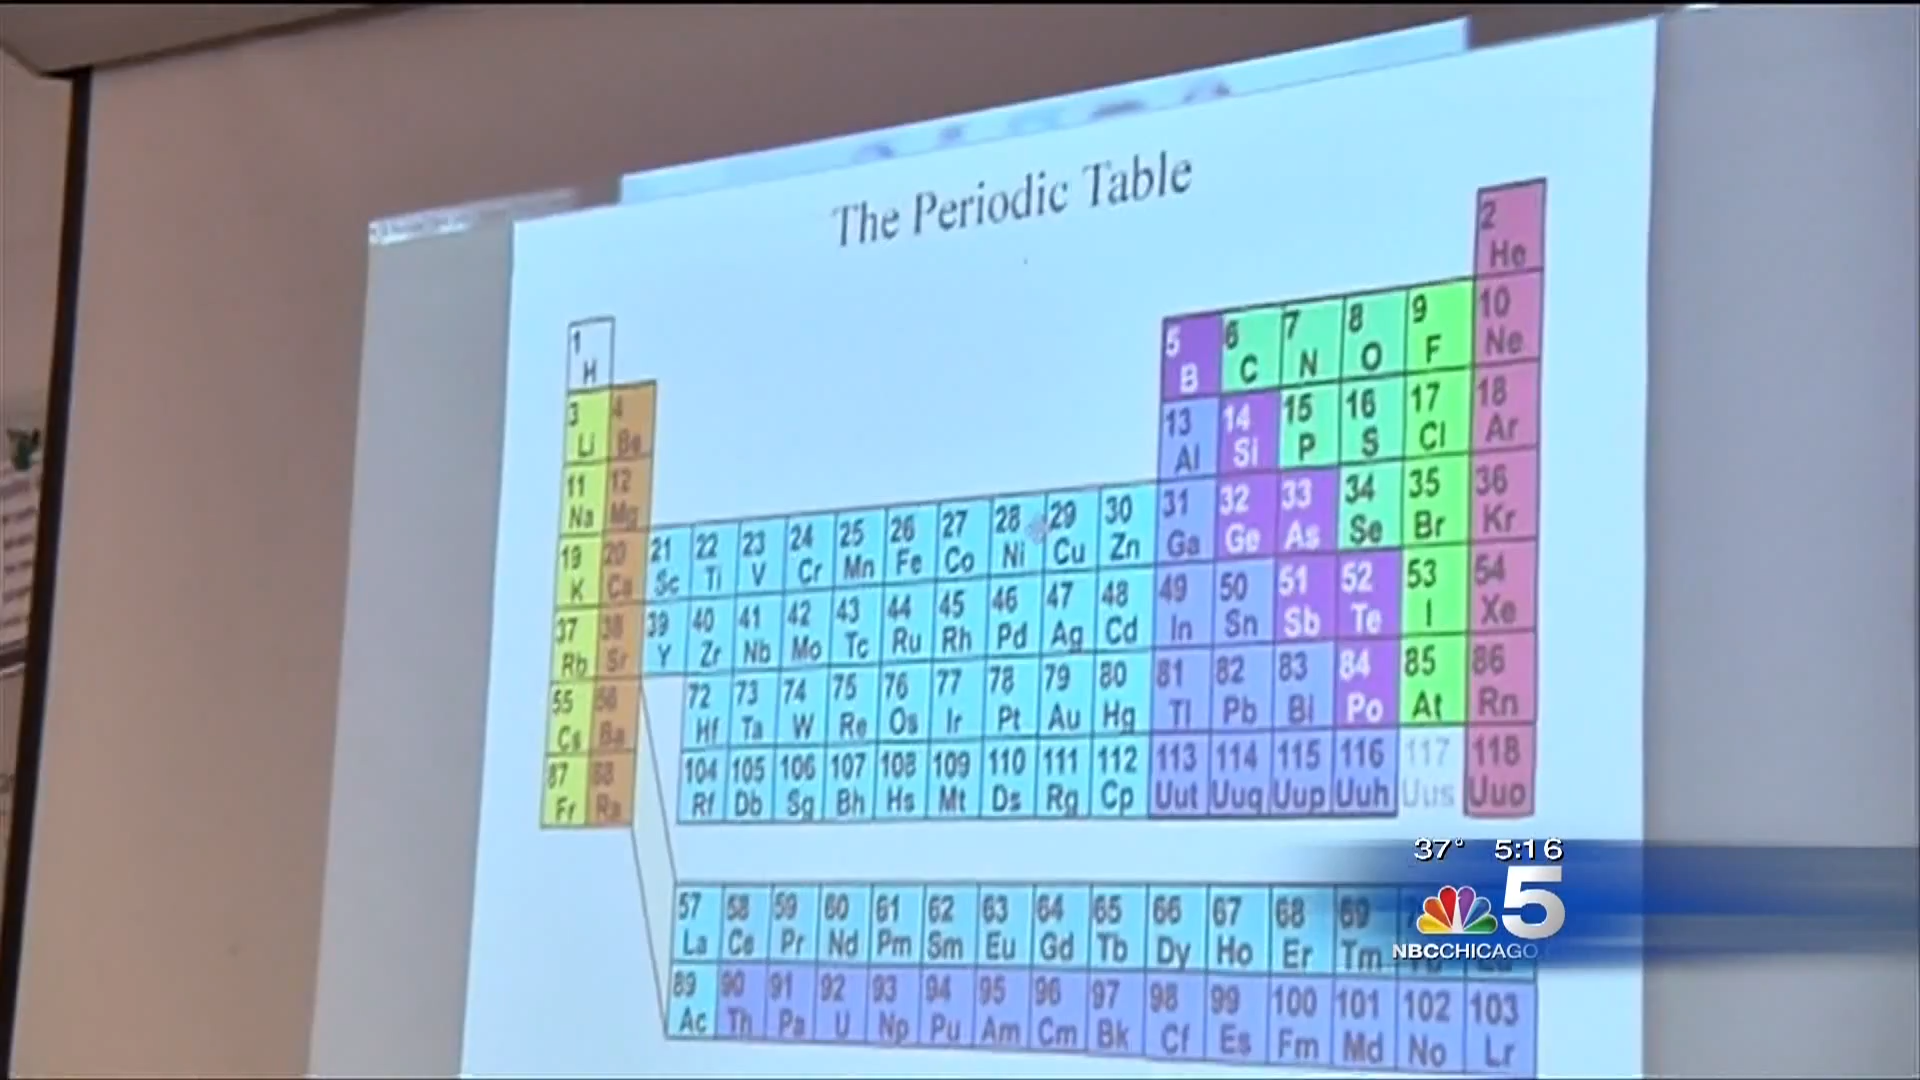 The Periodic Table
2
He
1
H
5 6 7 8 9 10
B C N O F Ne
3 4
Li Be
13 14 15 16 17 18
Al Si P S Cl Ar
11 12
Na Mg
19 20 21 22 23 24 25 26 27 28 29 30 31 32 33 34 35 36
K Ca Sc Ti V Cr Mn Fe Co Ni Cu Zn Ga Ge As Se Br Kr
37 38 39 40 41 42 43 44 45 46 47 48 49 50 51 52 53 54
Rb Sr Y Zr Nb Mo Tc Ru Rh Pd Ag Cd In Sn Sb Te I Xe
55 56 72 73 74 75 76 77 78 79 80 81 82 83 84 85 86
Cs Ba Hf Ta W Re Os Ir Pt Au Hg Tl Pb Bi Po At Rn
87 88 104 105 106 107 108 109 110 111 112 113 114 115 116 117 118
Fr Ra Rf Db Sg Bh Hs Mt Ds Rg Cp Uut Uuq Uup Uuh Uus Uuo
57 58 59 60 61 62 63 64 65 66 67 68 69
La Ce Pr Nd Pm Sm Eu Gd Tb Dy Ho Er Tm
89 90 91 92 93 94 95 96 97 98 99 100 101 102 103
Ac Th Pa U Np Pu Am Cm Bk Cf Es Fm Md No Lr
37° 5:16
5
NBCCHICAGO